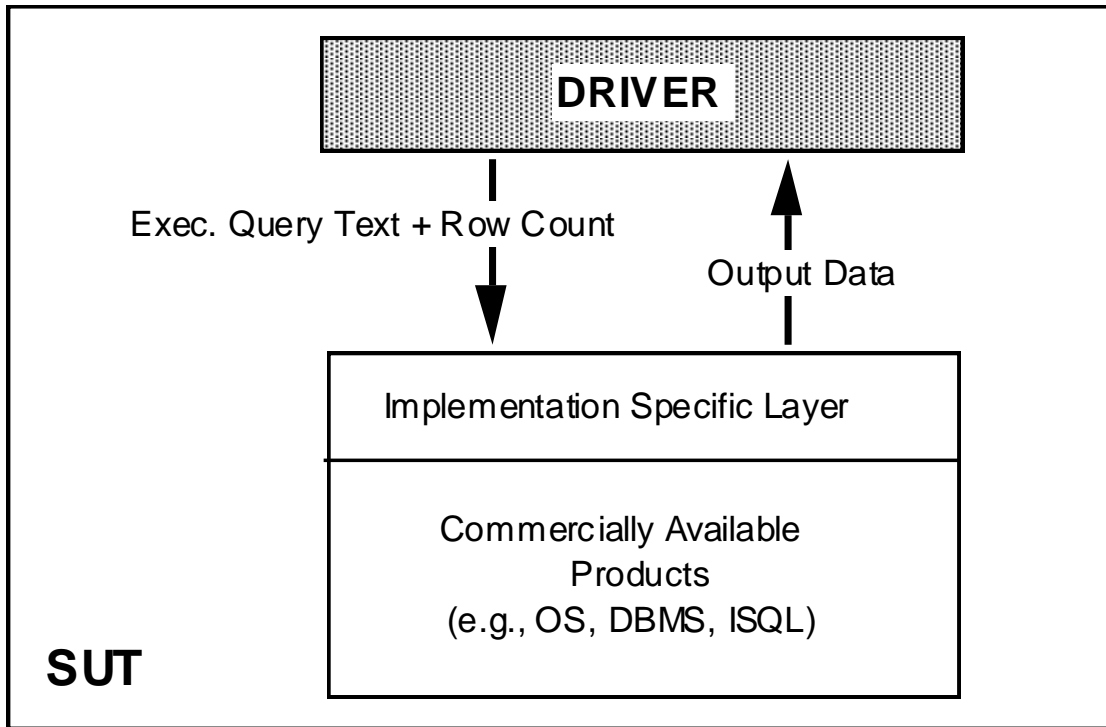 DRIVER
Exec. Query Text + Row Count
Output Data
Implementation Specific Layer
Commercially Available
Products
(e.g., OS, DBMS, ISQL)
SUT